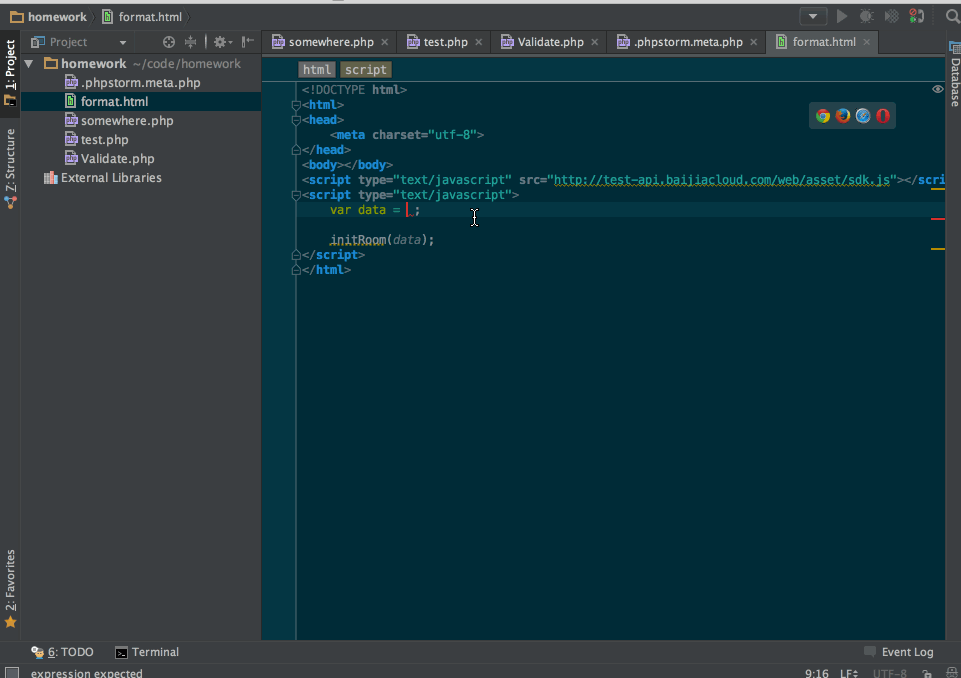 homework format.html
Project
somewhere.php
test.php
Validate.php
.phpstorm.meta.php
format.html
1: Project
Z: Structure
2: Favorites
homework ~/code/homework
.phpstorm.meta.php
format.html
somewhere.php
test.php
Validate.php
External Libraries
html script
<!DOCTYPE html>
<html>
<head>
<meta charset="utf-8">
</head>
<body></body>
<script type="text/javascript" src="http://test-api.baijiacloud.com/web/asset/sdk.js"></scri
<script type="text/javascript">
var data = ;
initRoom(data);
</script>
</html>
Database
6: TODO Terminal Event Log
expression expected 9:16 LF UTF-8